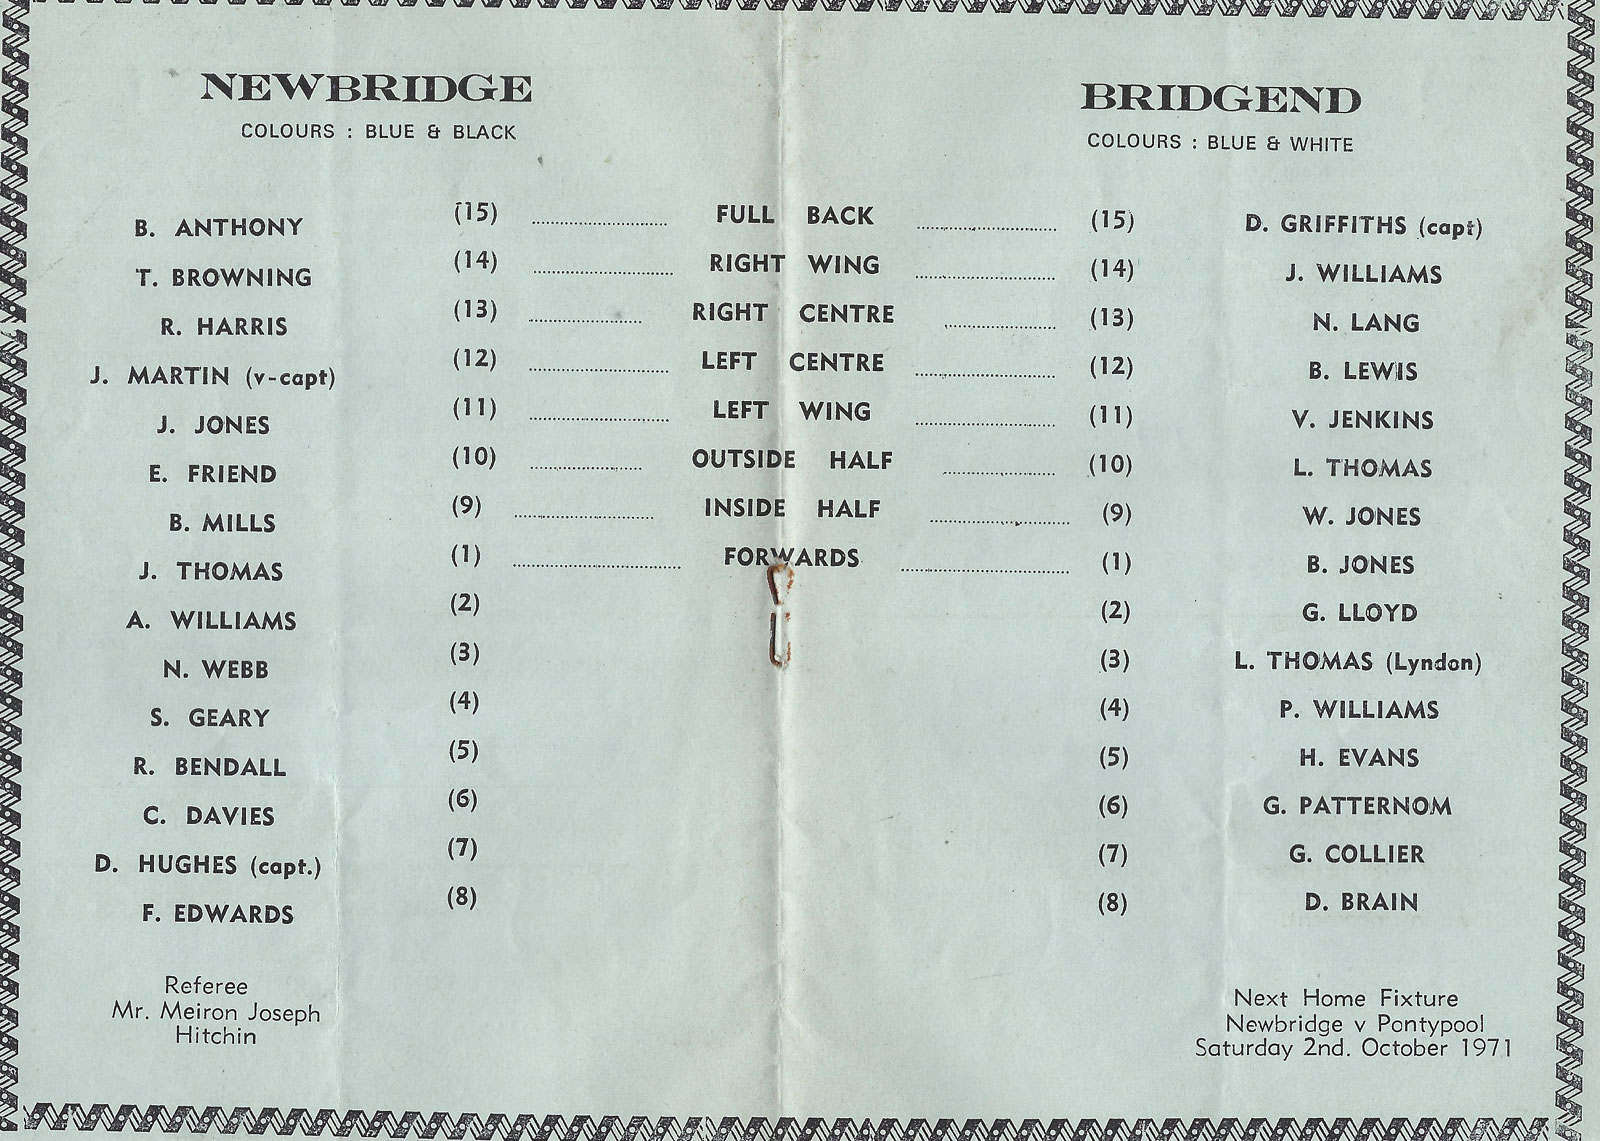 NEWBRIDGE
COLOURS : BLUE & BLACK
BRIDGEND
COLOURS : BLUE & WHITE
B. ANTHONY (15) FULL BACK (15) D. GRIFFITHS (capt)
T. BROWNING (14) RIGHT WING (14) J. WILLIAMS
R. HARRIS (13) RIGHT CENTRE (13) N. LANG
J. MARTIN (v-capt) (12) LEFT CENTRE (12) B. LEWIS
J. JONES (11) LEFT WING (11) V. JENKINS
E. FRIEND (10) OUTSIDE HALF (10) L. THOMAS
B. MILLS (9) INSIDE HALF (9) W. JONES
J. THOMAS (1) FORWARDS (1) B. JONES
A. WILLIAMS (2) (2) G. LLOYD
N. WEBB (3) (3) L. THOMAS (Lyndon)
S. GEARY (4) (4) P. WILLIAMS
R. BENDALL (5) (5) H. EVANS
C. DAVIES (6) (6) G. PATTERNOM
D. HUGHES (capt.) (7) (7) G. COLLIER
F. EDWARDS (8) (8) D. BRAIN
Referee
Mr. Meiron Joseph
Hitchin
Next Home Fixture
Newbridge v Pontypool
Saturday 2nd. October 1971